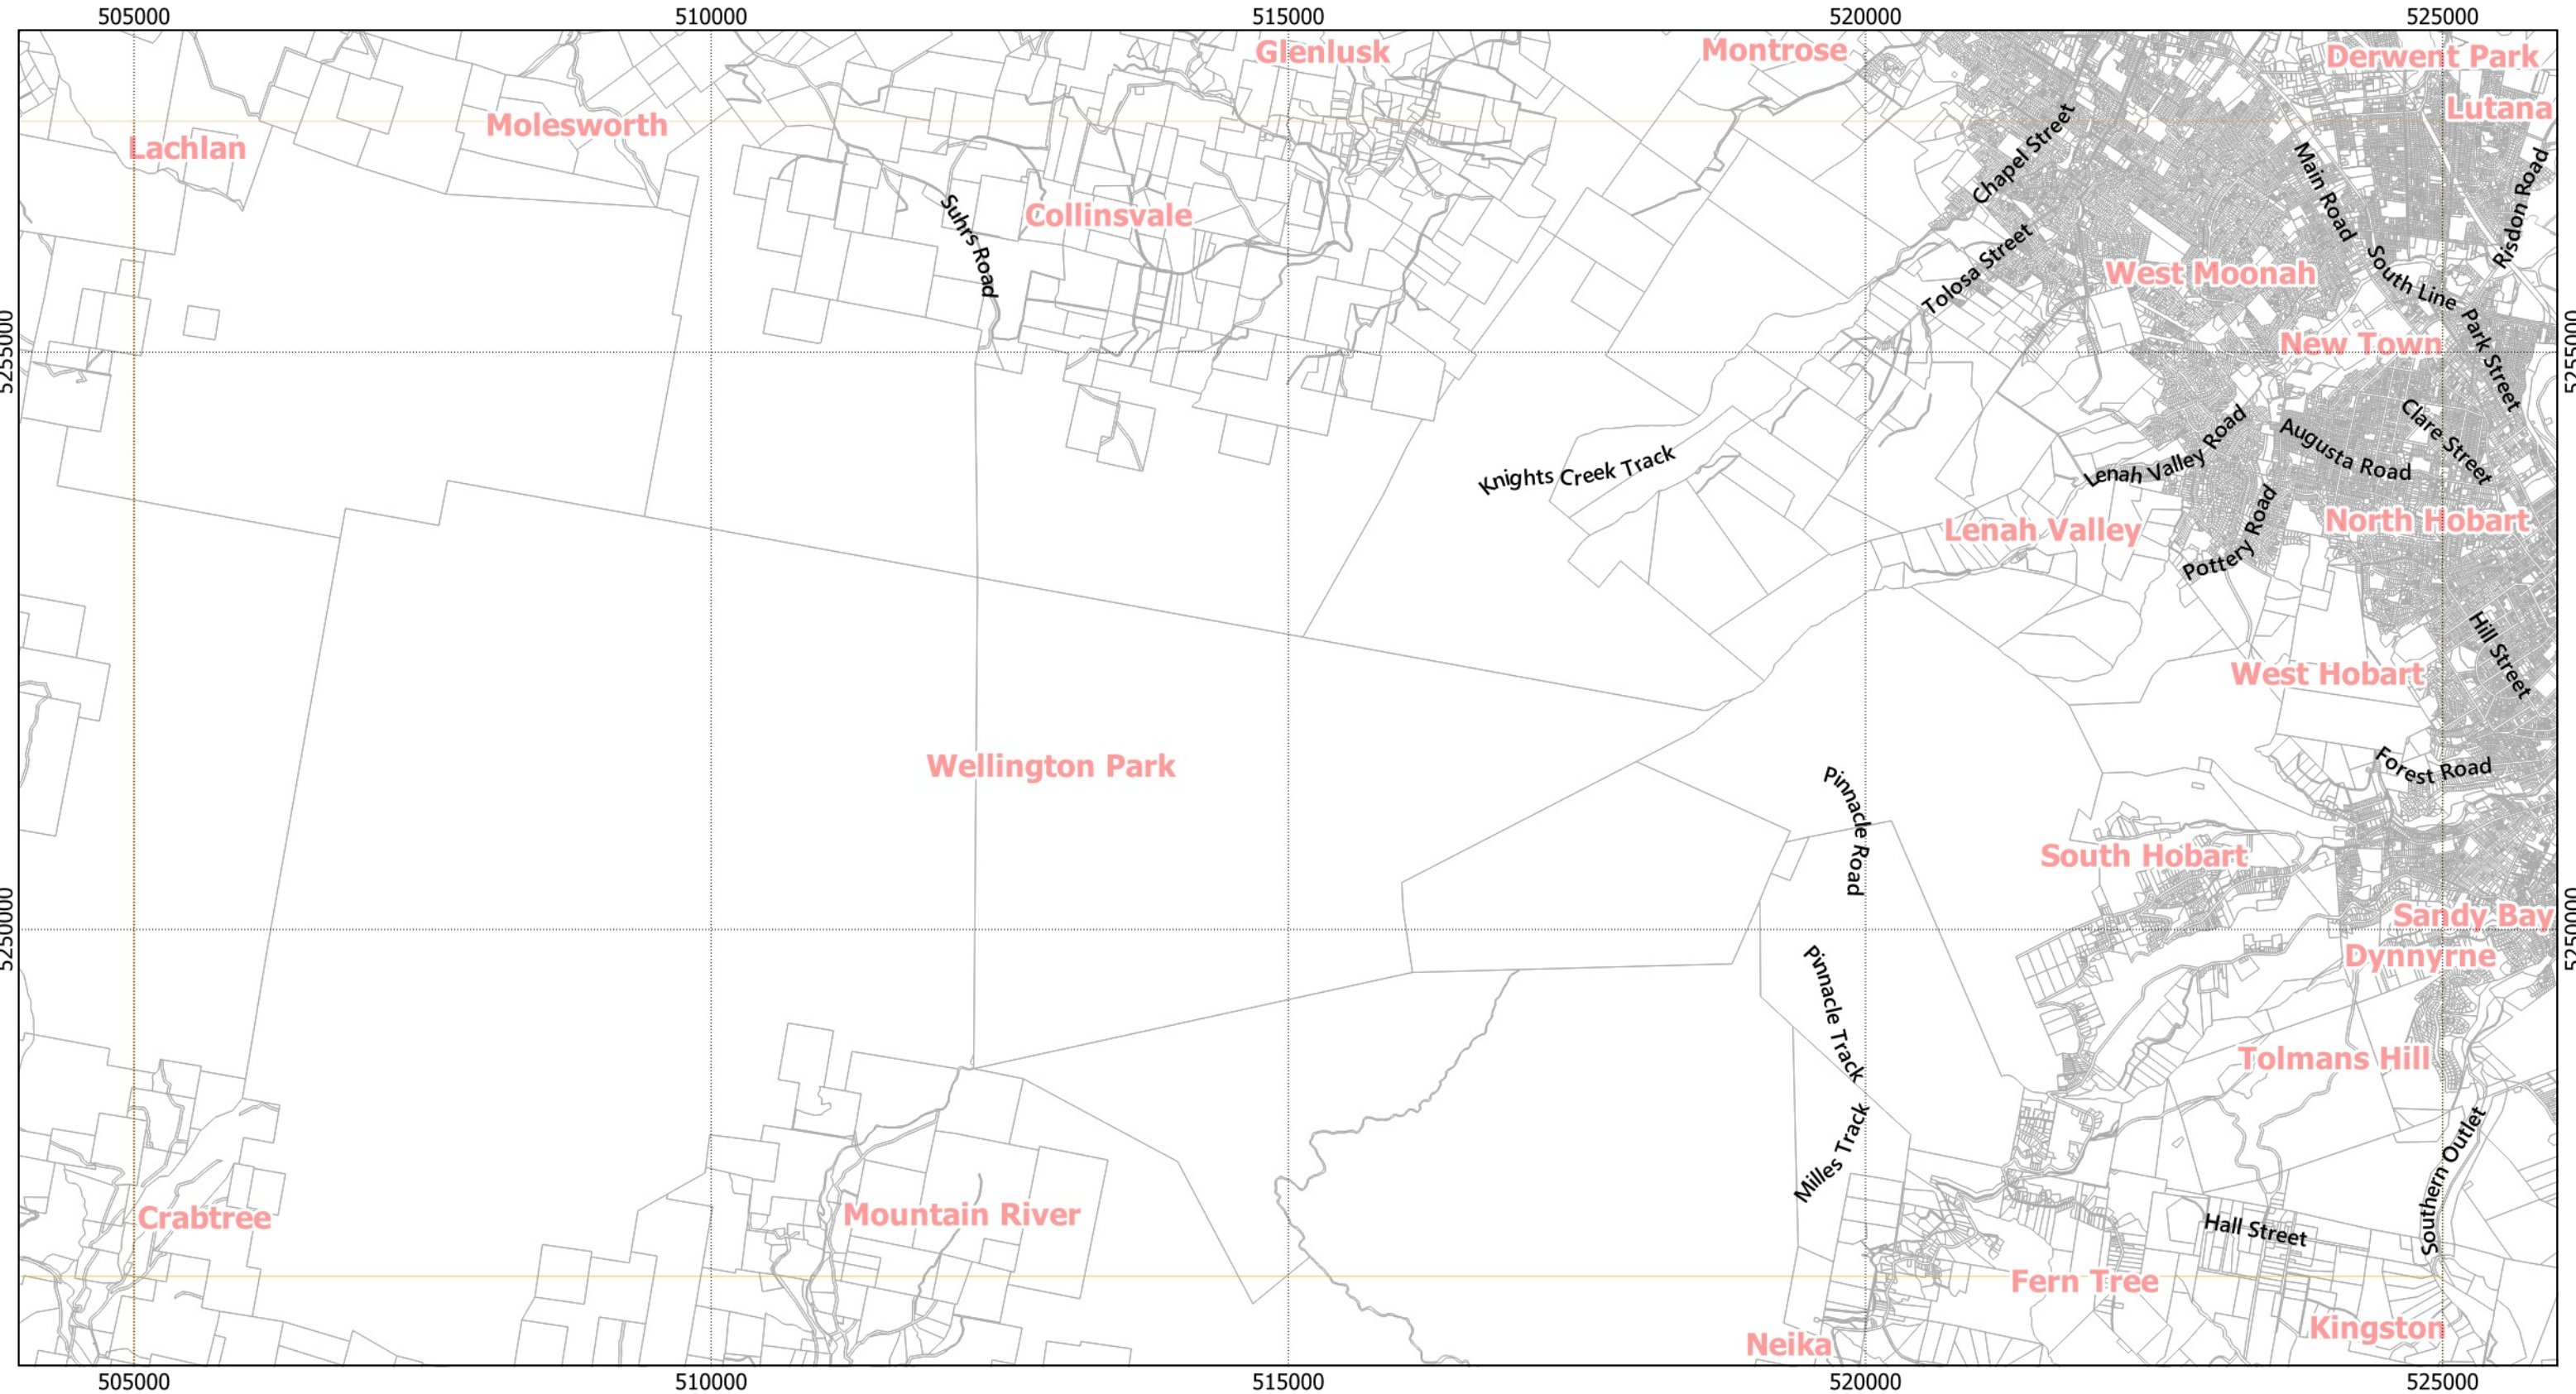 505000 510000 515000 520000 525000
Glenlusk Montrose Derwent Park
Lutana
Molesworth
Lachlan
Chapel Street
Main Road
Risdon Road
Collinsvale
Suhrs Road
Tolosa Street
West Moonah
South Line
5255000 5255000
New Town
Park Street
Clare Street
Augusta Road
Lenah Valley Road
Knights Creek Track
Pottery Road
Lenah Valley
North Hobart
Hill Street
West Hobart
Wellington Park
Forest Road
Pinnacle Road
South Hobart
5250000 5250000
Sandy Bay
Dynnyrne
Pinnacle Track
Tolmans Hill
Milles Track
Southern Outlet
Crabtree
Mountain River
Hall Street
Fern Tree
Kingston
Neika
505000 510000 515000 520000 525000